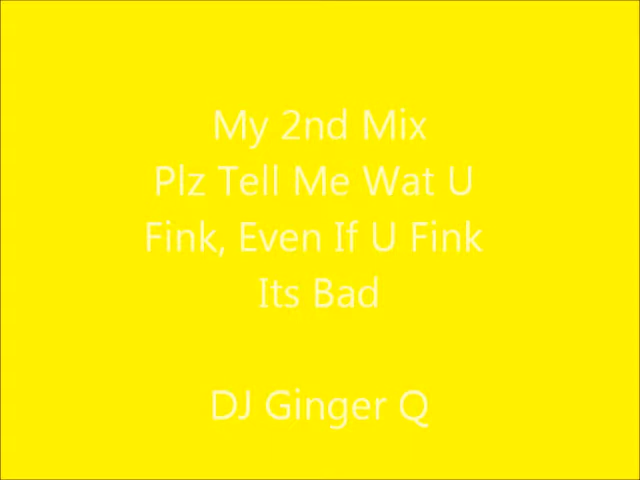 My 2nd Mix
Plz Tell Me Wat U
Fink, Even If U Fink
Its Bad
DJ Ginger Q